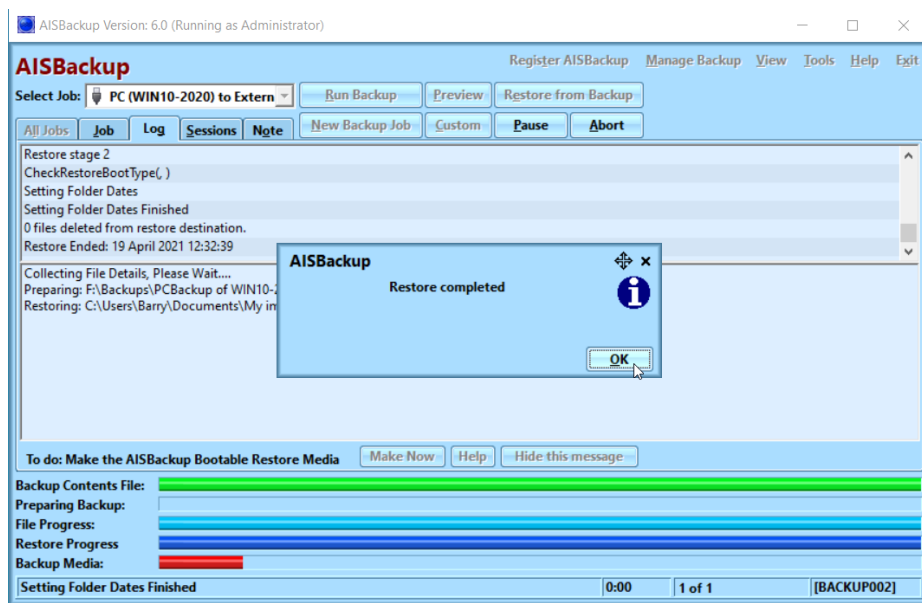 AISBackup Version: 6.0 (Running as Administrator)
AISBackup
Register AISBackup Manage Backup View Tools Help Exit
Select Job: PC (WIN10-2020) to Extern Run Backup Preview Restore from Backup
All Jobs Job Log Sessions Note New Backup Job Custom Pause Abort
Restore stage 2
CheckRestoreBootType(, )
Setting Folder Dates
Setting Folder Dates Finished
0 files deleted from restore destination.
Restore Ended: 19 April 2021 12:32:39
Collecting File Details, Please Wait....
Preparing: F:\Backups\PCBackup of WIN10-2
Restoring: C:\Users\Barry\Documents\My im
AISBackup
Restore completed
OK
To do: Make the AISBackup Bootable Restore Media Make Now Help Hide this message
Backup Contents File:
Preparing Backup:
File Progress:
Restore Progress
Backup Media:
Setting Folder Dates Finished 0:00 1 of 1 [BACKUP002]